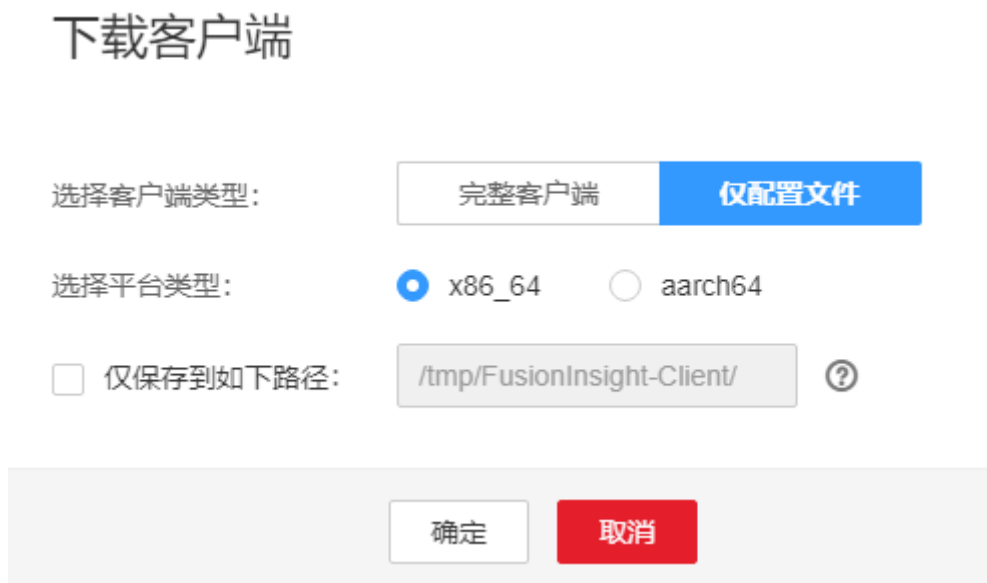 下载客户端
选择客户端类型： 完整客户端 仅配置文件
选择平台类型： x86_64 aarch64
仅保存到如下路径： /tmp/FusionInsight-Client/ ?
确定 取消